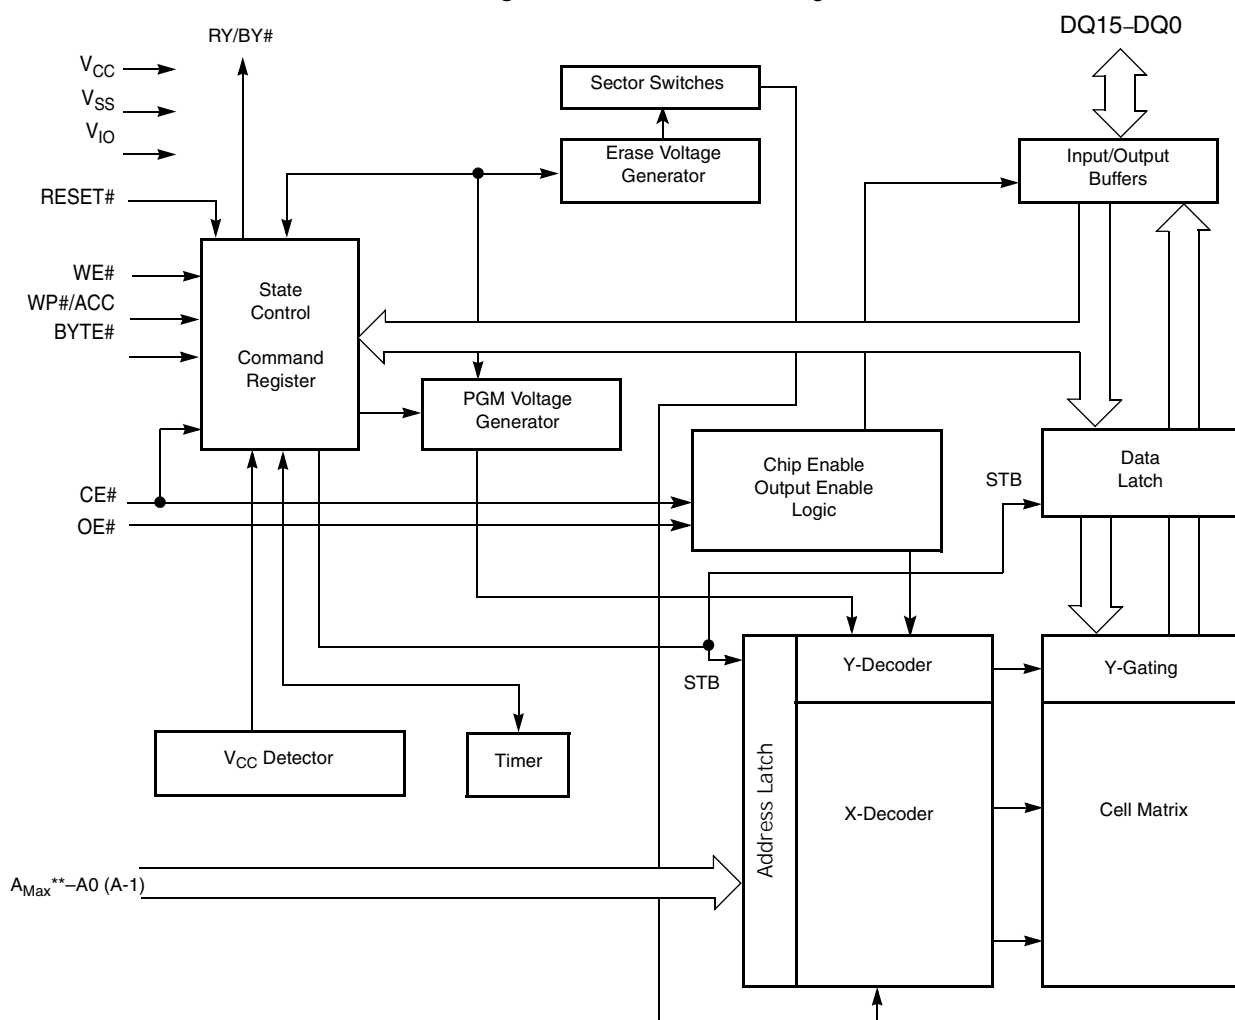 DQ15–DQ0
RY/BY#
VCC
VSS
VIO
RESET#
WE#
WP#/ACC
BYTE#
CE#
OE#
Sector Switches
Erase Voltage
Generator
Input/Output
Buffers
State
Control
Command
Register
PGM Voltage
Generator
Chip Enable
Output Enable
Logic
STB
Data
Latch
STB
Y-Decoder
Y-Gating
VCC Detector
Timer
Address Latch
X-Decoder
Cell Matrix
AMax**–A0 (A-1)